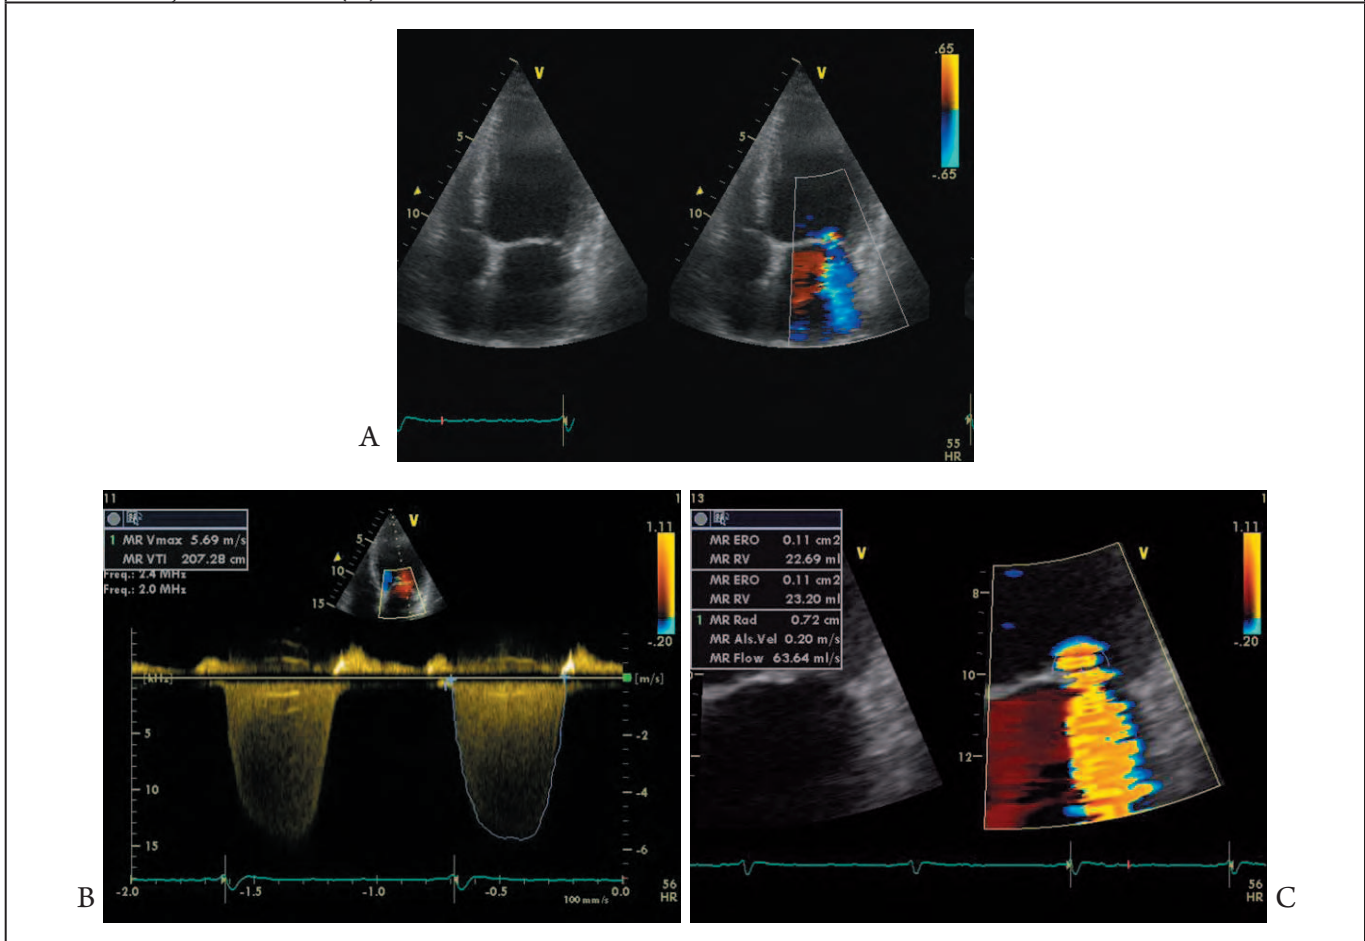 V
V
.65
-.65
5
5
10
10
55
HR
A
11
1
1 MR Vmax 5.69 m/s
MR VTI 207.28 cm
Freq.: 2.4 MHz
Freq.: 2.0 MHz
V
5
10
15
1.11
-.20
[kHz]
[m/s]
5
10
15
-2
-4
-6
-2.0
-1.5
-1.0
-0.5
0.0
100 mm/s
56
HR
B
13
1
MR ERO 0.11 cm2
MR RV 22.69 ml
MR ERO 0.11 cm2
MR RV 23.20 ml
1 MR Rad 0.72 cm
MR Als.Vel 0.20 m/s
MR Flow 63.64 ml/s
V
V
1.11
-.20
8
10
12
56
HR
C